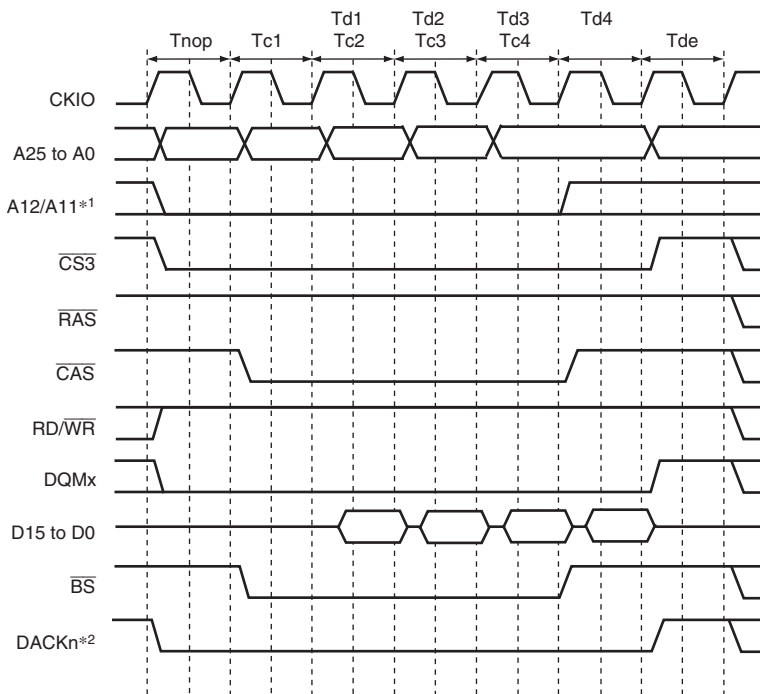 Td1 Td2 Td3 Td4
Tnop Tc1 Tc2 Tc3 Tc4 Tde
CKIO
A25 to A0
A12/A11*1
CS3
RAS
CAS
RD/WR
DQMx
D15 to D0
BS
DACKn*2